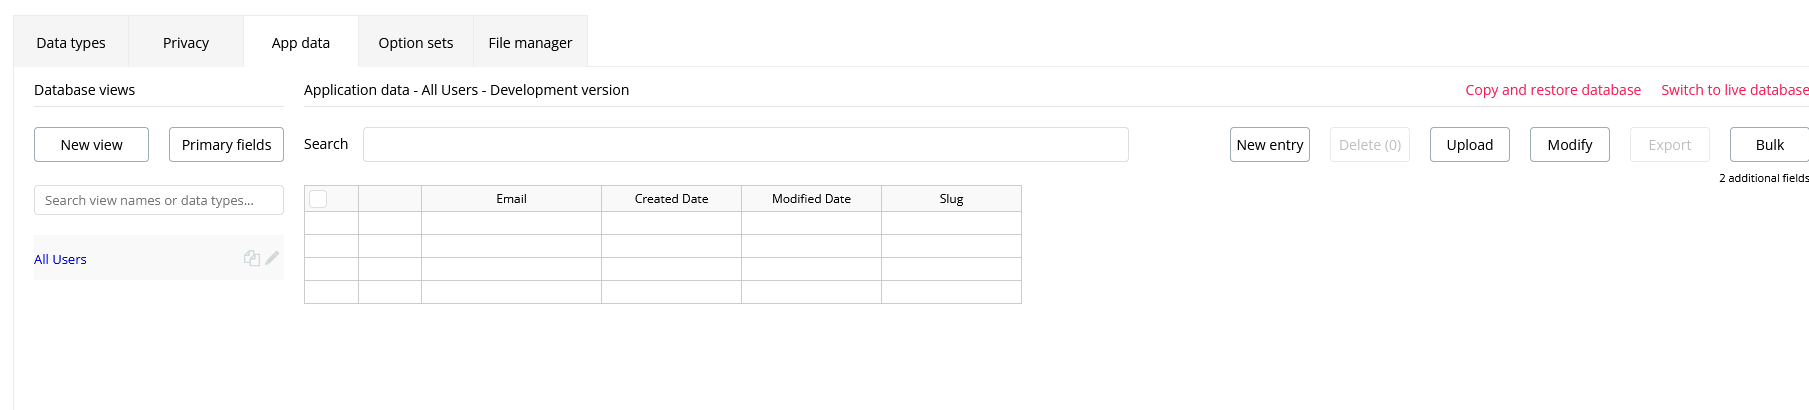 Data types Privacy App data Option sets File manager
Database views
Application data - All Users - Development version
Copy and restore database Switch to live database
New view Primary fields
Search
New entry Delete (0) Upload Modify Export Bulk
2 additional fields
Search view names or data types...
Email Created Date Modified Date Slug
All Users